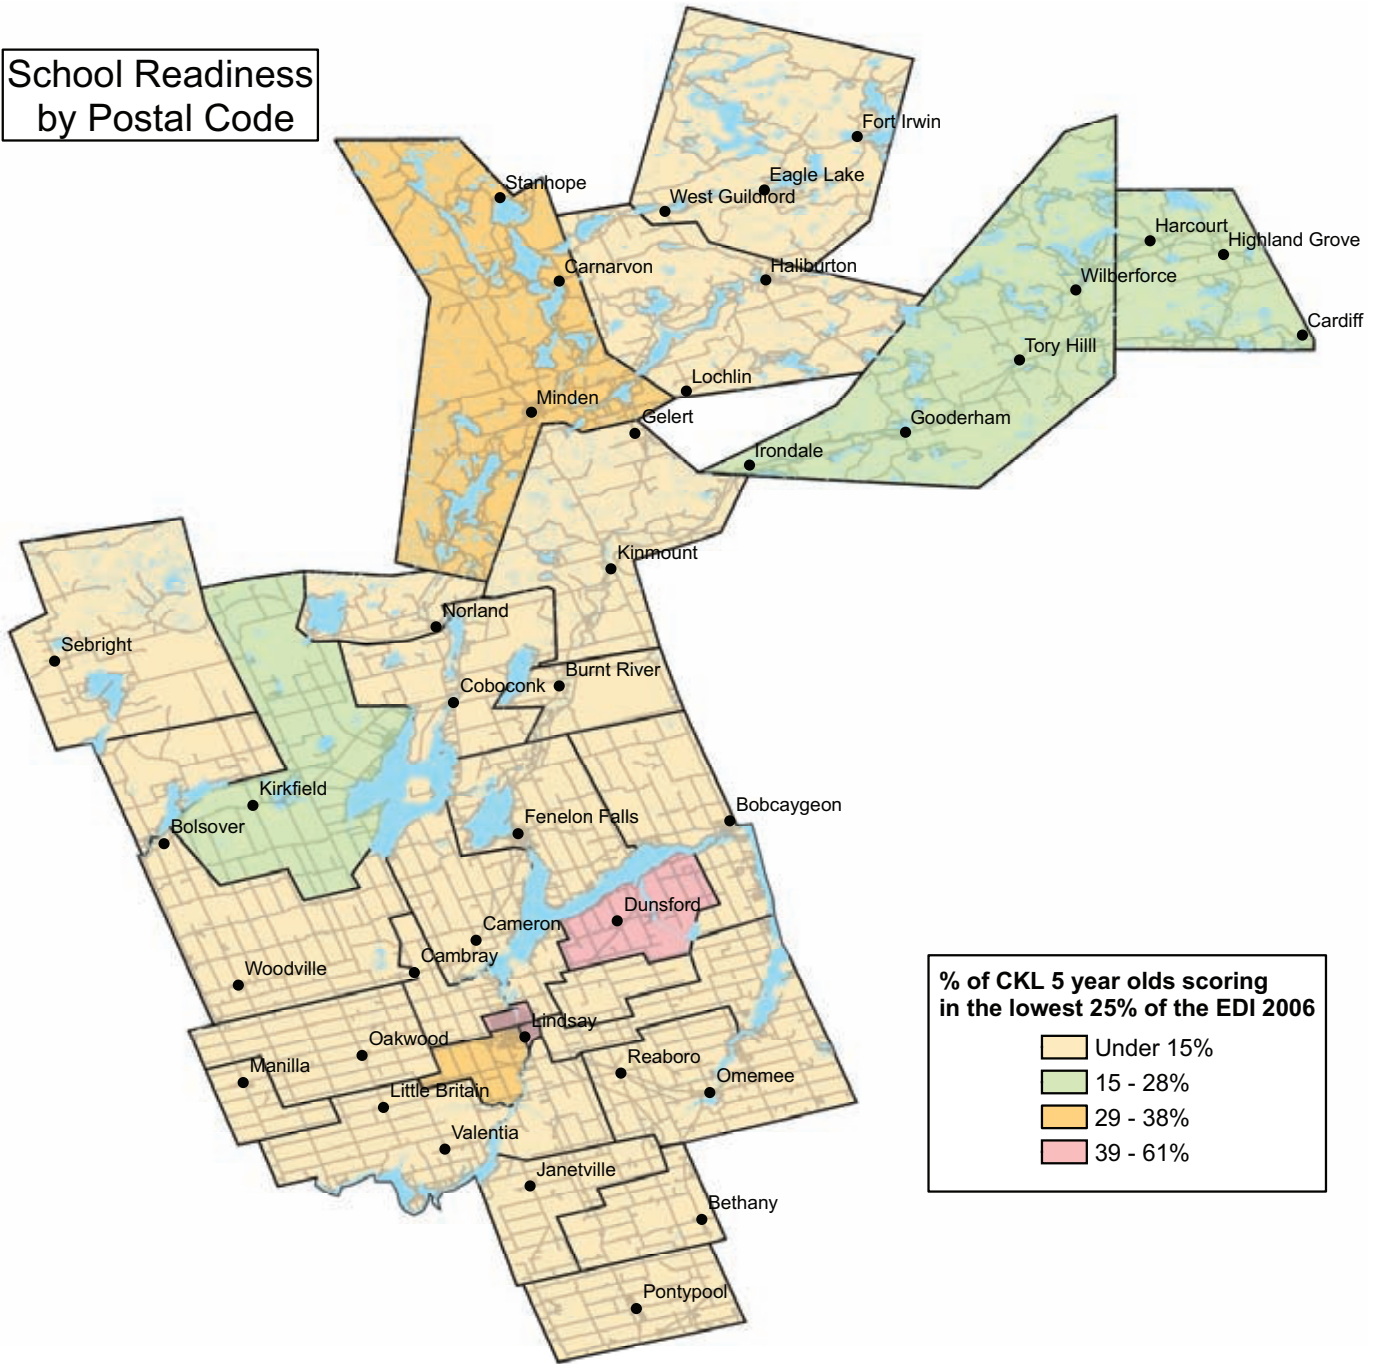 School Readiness
by Postal Code
Fort Irwin
Eagle Lake
Stanhope
West Guildford
Harcourt
Highland Grove
Carnarvon
Haliburton
Wilberforce
Cardiff
Tory Hilll
Lochlin
Minden
Gelert
Gooderham
Irondale
Kinmount
Norland
Sebright
Burnt River
Coboconk
Kirkfield
Bobcaygeon
Fenelon Falls
Bolsover
Dunsford
Cameron
Cambray
Woodville
% of CKL 5 year olds scoring
in the lowest 25% of the EDI 2006
Under 15%
15 - 28%
29 - 38%
39 - 61%
Lindsay
Oakwood
Reaboro
Manilla
Omemee
Little Britain
Valentia
Janetville
Bethany
Pontypool